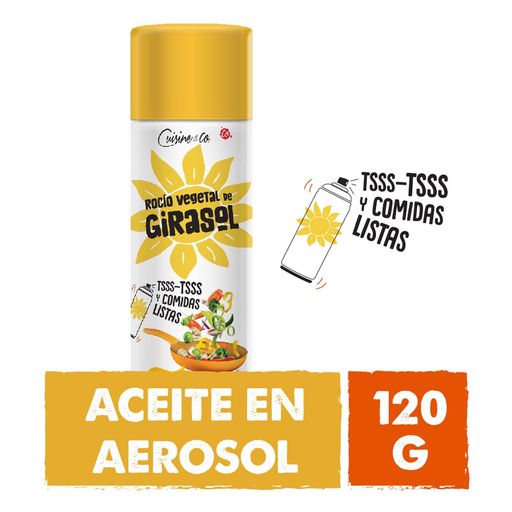 Cuisine & Co.
Rocío Vegetal de
Girasol
TSSS-TSSS
Y COMIDAS
LISTAS
TSSS-TSSS
Y COMIDAS
LISTAS
ACEITE EN
AEROSOL
120
G